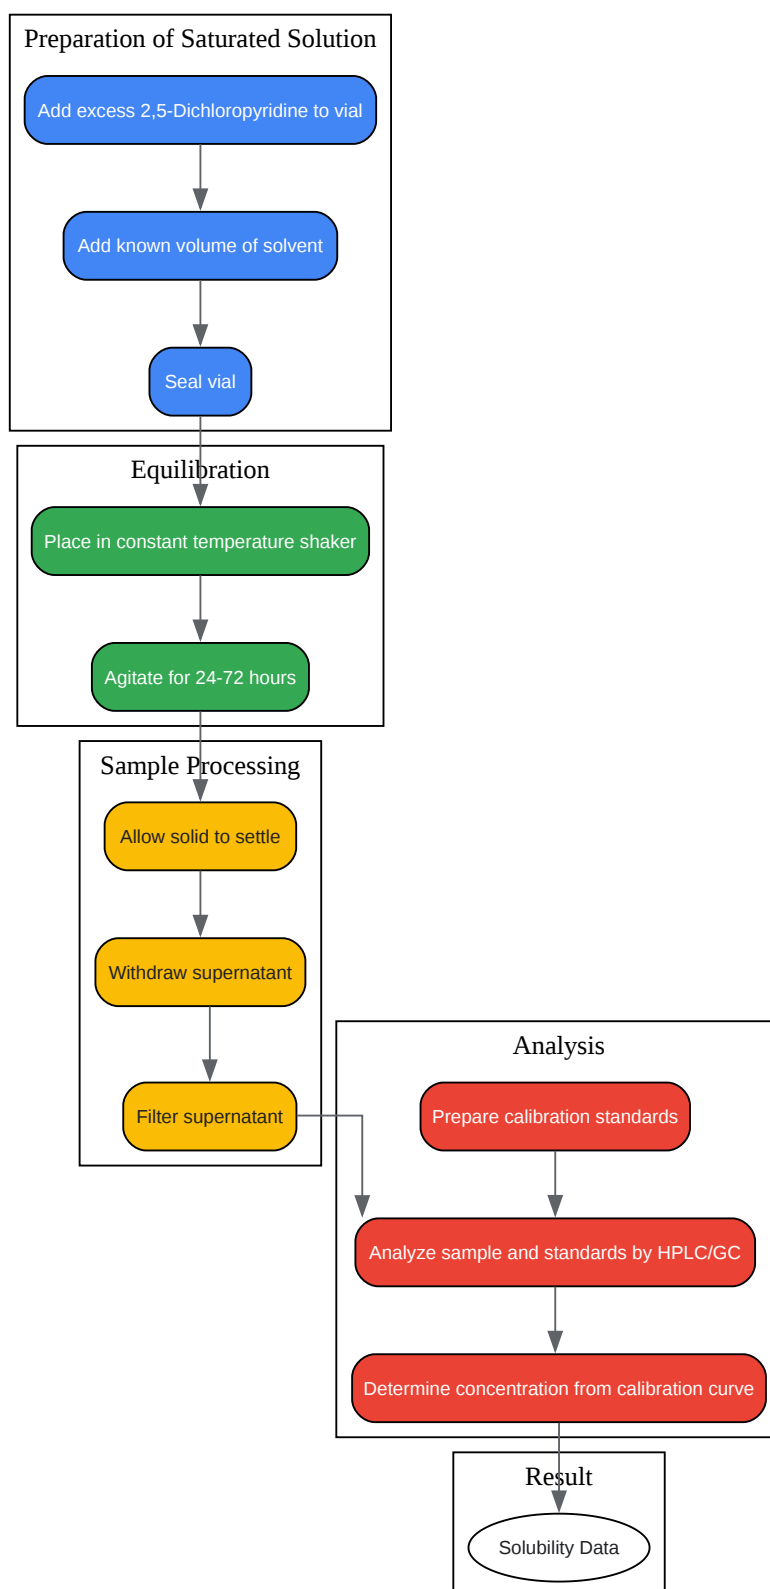 Preparation of Saturated Solution
Add excess 2,5-Dichloropyridine to vial
Add known volume of solvent
Seal vial
Equilibration
Place in constant temperature shaker
Agitate for 24-72 hours
Sample Processing
Allow solid to settle
Withdraw supernatant
Filter supernatant
Analysis
Prepare calibration standards
Analyze sample and standards by HPLC/GC
Determine concentration from calibration curve
Result
Solubility Data